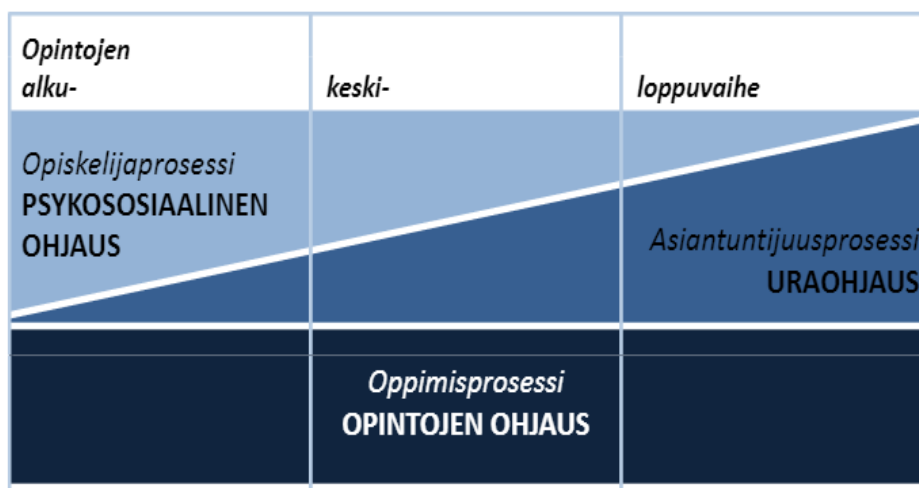 Opintojen
alku-
keski-
loppuvaihe
Opiskelijaprosessi
PSYKOSOSIAALINEN
OHJAUS
Asiantuntijuusprosessi
URAOHJAUS
Oppimisprosessi
OPINTOJEN OHJAUS